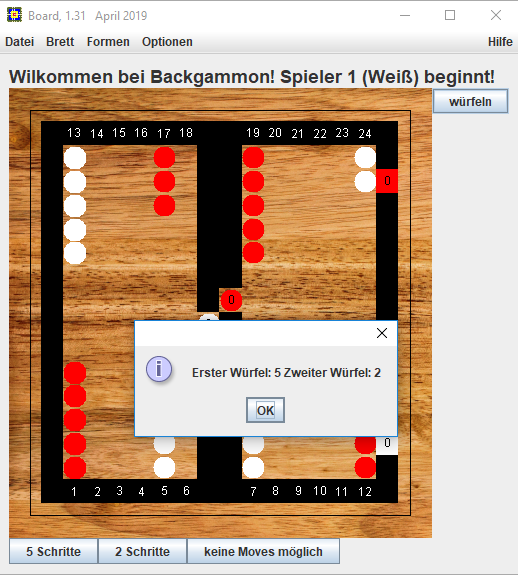 Board, 1.31 April 2019
Datei Brett Formen Optionen Hilfe
Wilkommen bei Backgammon! Spieler 1 (Weiß) beginnt!
würfeln
13 14 15 16 17 18 19 20 21 22 23 24
0
0
Erster Würfel: 5 Zweiter Würfel: 2
OK
0
1 2 3 4 5 6 7 8 9 10 11 12
5 Schritte 2 Schritte keine Moves möglich